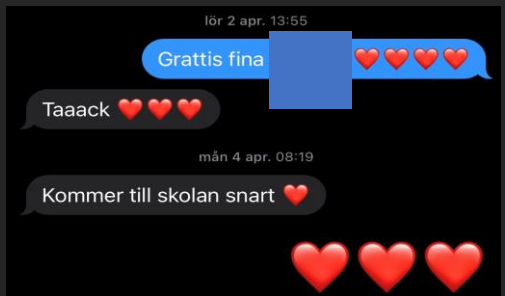 lör 2 apr. 13:55
Grattis fina ❤️❤️❤️❤️
Taaack ❤️❤️❤️
mån 4 apr. 08:19
Kommer till skolan snart ❤️
❤️❤️❤️